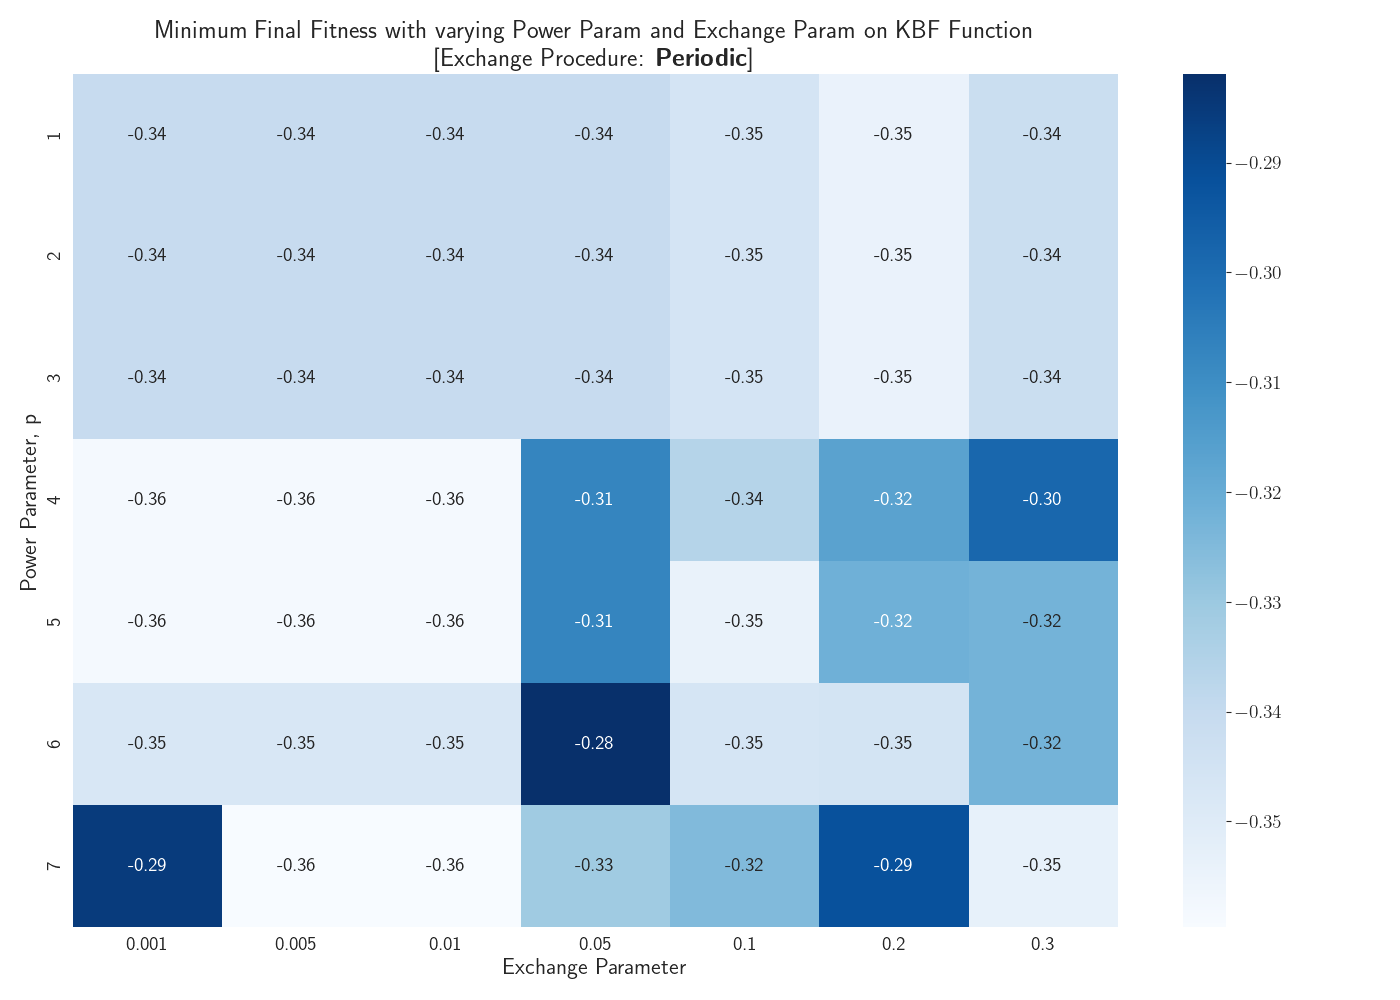 Minimum Final Fitness with varying Power Param and Exchange Param on KBF Function
[Exchange Procedure: Periodic]
Power Parameter, p
1 -0.34 -0.34 -0.34 -0.34 -0.35 -0.35 -0.34
2 -0.34 -0.34 -0.34 -0.34 -0.35 -0.35 -0.34
3 -0.34 -0.34 -0.34 -0.34 -0.35 -0.35 -0.34
4 -0.36 -0.36 -0.36 -0.31 -0.34 -0.32 -0.30
5 -0.36 -0.36 -0.36 -0.31 -0.35 -0.32 -0.32
6 -0.35 -0.35 -0.35 -0.28 -0.35 -0.35 -0.32
7 -0.29 -0.36 -0.36 -0.33 -0.32 -0.29 -0.35
0.001 0.005 0.01 0.05 0.1 0.2 0.3
Exchange Parameter
−0.29
−0.30
−0.31
−0.32
−0.33
−0.34
−0.35